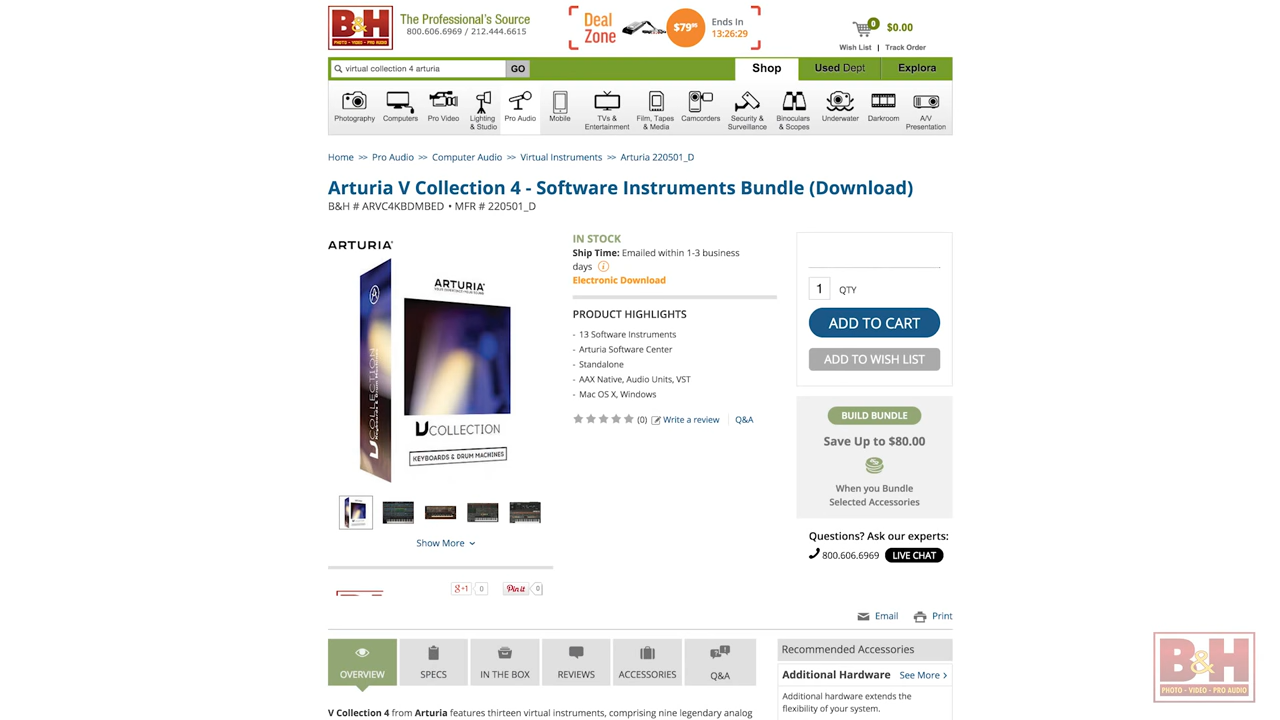 B&H
PHOTO - VIDEO - PRO AUDIO
The Professional's Source
800.606.6969 / 212.444.6615
Deal Zone
$79
Ends In
13:26:29
0
$0.00
Wish List | Track Order
virtual collection 4 arturia
GO
Shop
Used Dept
Explora
Photography
Computers
Pro Video
Lighting & Studio
Pro Audio
Mobile
TVs & Entertainment
Film, Tapes & Media
Camcorders
Security & Surveillance
Binoculars & Scopes
Underwater
Darkroom
A/V Presentation
Home >> Pro Audio >> Computer Audio >> Virtual Instruments >> Arturia 220501_D
Arturia V Collection 4 - Software Instruments Bundle (Download)
B&H # ARVC4KBDMBED • MFR # 220501_D
ARTURIA
ARTURIA
V COLLECTION
KEYBOARDS & DRUM MACHINES
V COLLECTION
Show More
g+1
0
Pin it
0
IN STOCK
Ship Time: Emailed within 1-3 business
days
Electronic Download
PRODUCT HIGHLIGHTS
- 13 Software Instruments
- Arturia Software Center
- Standalone
- AAX Native, Audio Units, VST
- Mac OS X, Windows
(0) Write a review | Q&A
1 QTY
ADD TO CART
ADD TO WISH LIST
BUILD BUNDLE
Save Up to $80.00
When you Bundle
Selected Accessories
Questions? Ask our experts:
800.606.6969 LIVE CHAT
Email
Print
OVERVIEW
SPECS
IN THE BOX
REVIEWS
ACCESSORIES
Q&A
Recommended Accessories
Additional Hardware See More >
Additional hardware extends the
flexibility of your system.
V Collection 4 from Arturia features thirteen virtual instruments, comprising nine legendary analog
B&H
PHOTO - VIDEO - PRO AUDIO